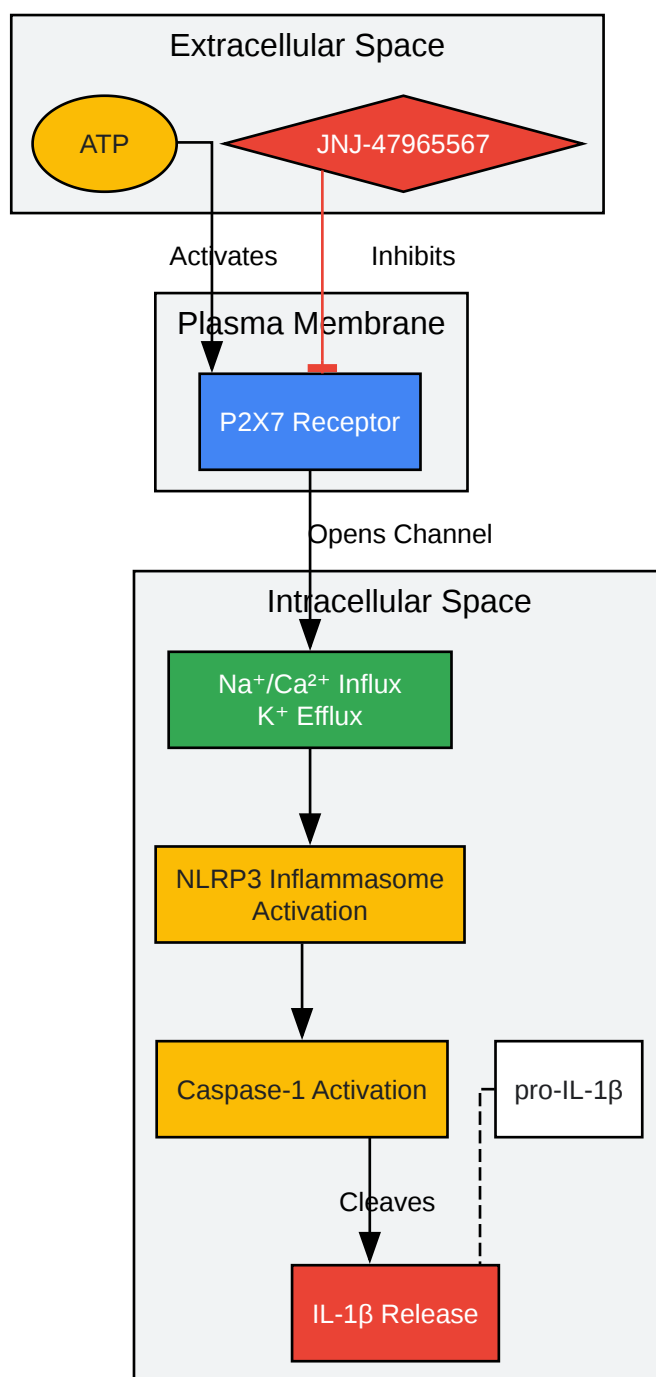 Extracellular Space
ATP
JNJ-47965567
Activates
Inhibits
Plasma Membrane
P2X7 Receptor
Opens Channel
Intracellular Space
Na⁺/Ca²⁺ Influx
K⁺ Efflux
NLRP3 Inflammasome
Activation
Caspase-1 Activation
pro-IL-1β
Cleaves
IL-1β Release